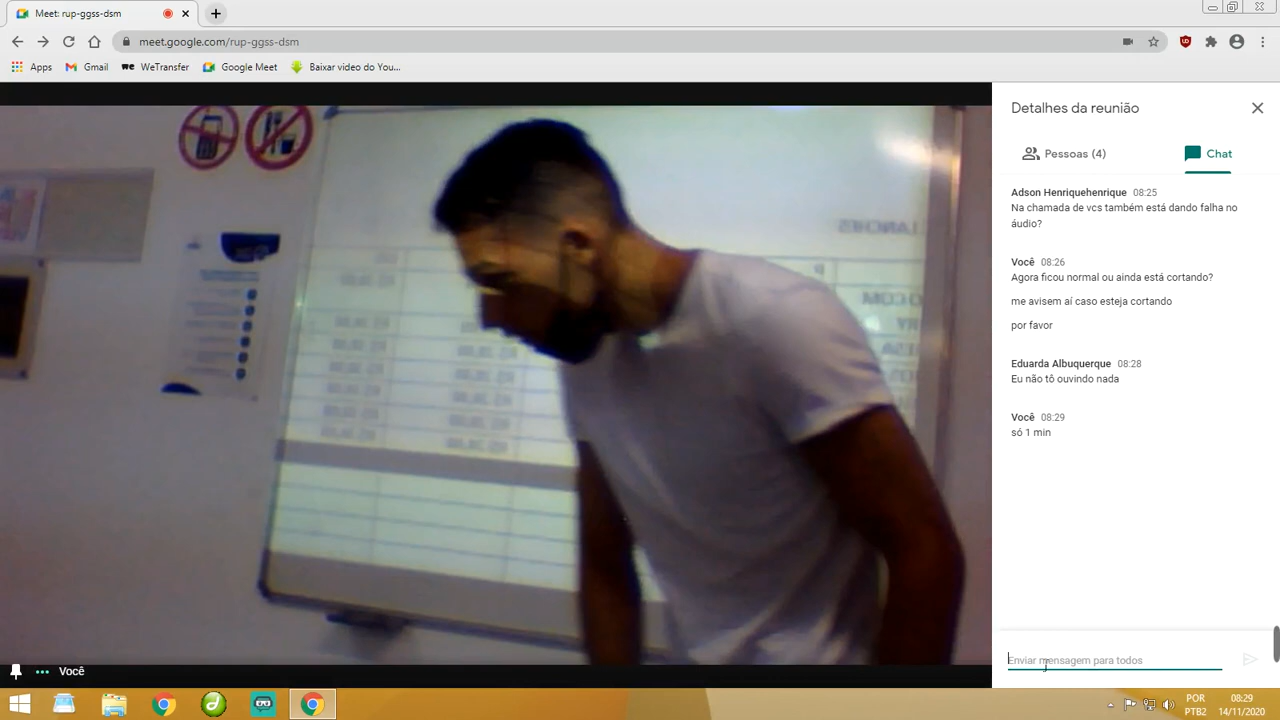 Meet: rup-ggss-dsm
meet.google.com/rup-ggss-dsm
Apps Gmail WeTransfer Google Meet Baixar video do You...
Detalhes da reunião
Pessoas (4) Chat
Adson Henriquehenrique 08:25
Na chamada de vcs também está dando falha no
áudio?
Você 08:26
Agora ficou normal ou ainda está cortando?
me avisem aí caso esteja cortando
por favor
Eduarda Albuquerque 08:28
Eu não tô ouvindo nada
Você 08:29
só 1 min
Enviar mensagem para todos
Você
POR 08:29
PTB2 14/11/2020